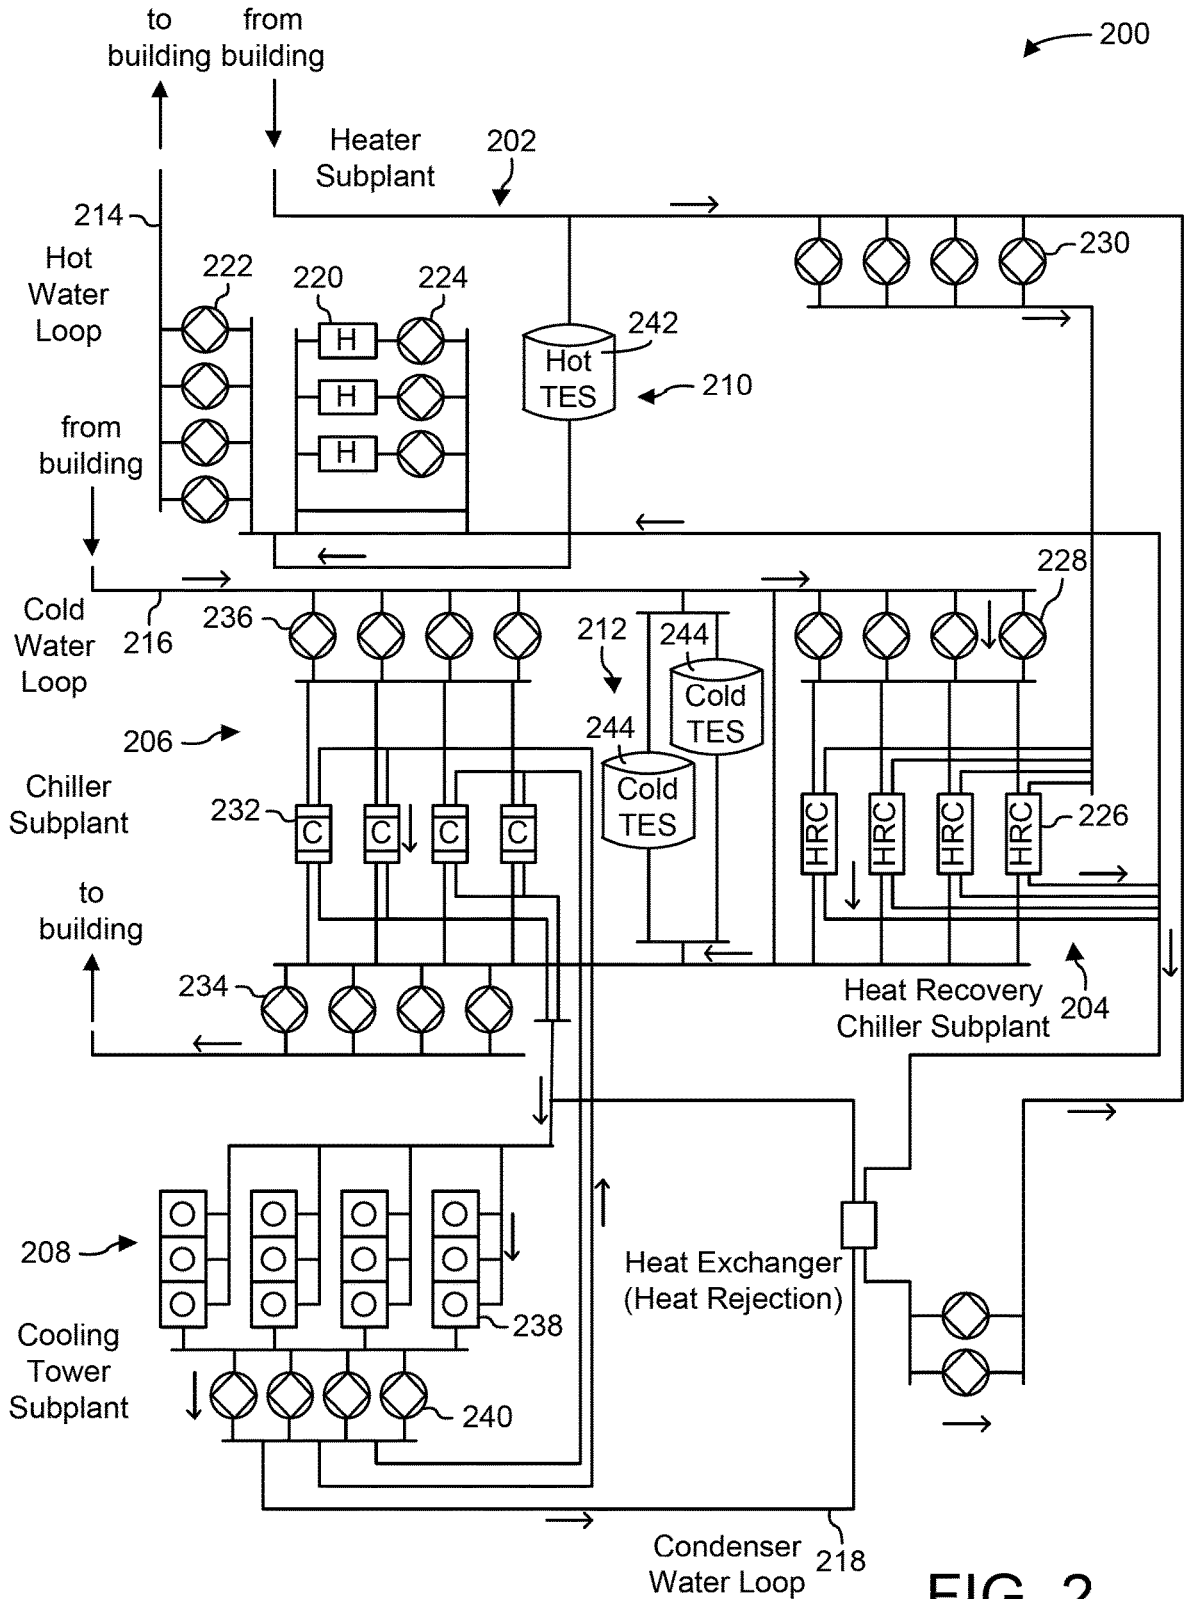 to
building
from
building
200
Heater
Subplant
202
214
Hot
Water
Loop
222
220
224
230
H
H
H
242
Hot
TES
210
from
building
228
Cold
Water
Loop
216
236
212
244
Cold
TES
244
Cold
TES
206
Chiller
Subplant
232
C
C
C
C
HRC
HRC
HRC
HRC
226
to
building
234
Heat Recovery
Chiller Subplant
204
208
Heat Exchanger
(Heat Rejection)
238
Cooling
Tower
Subplant
240
Condenser
Water Loop
218
FIG. 2